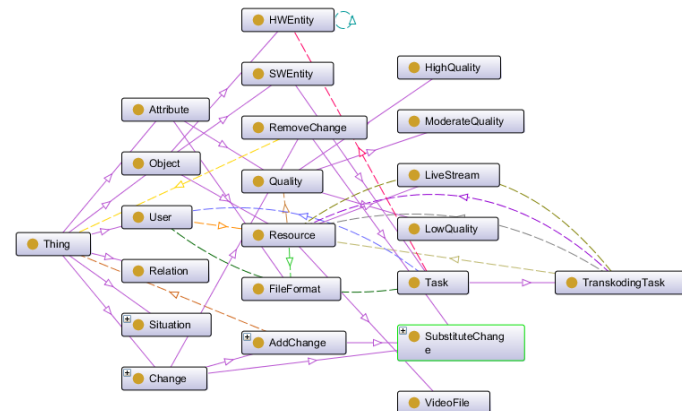 HWEntity
SWEntity
HighQuality
Attribute
RemoveChange
ModerateQuality
Object
Quality
LiveStream
User
Resource
LowQuality
Thing
Relation
FileFormat
Task
TranskodingTask
Situation
AddChange
SubstituteChang
e
Change
VideoFile